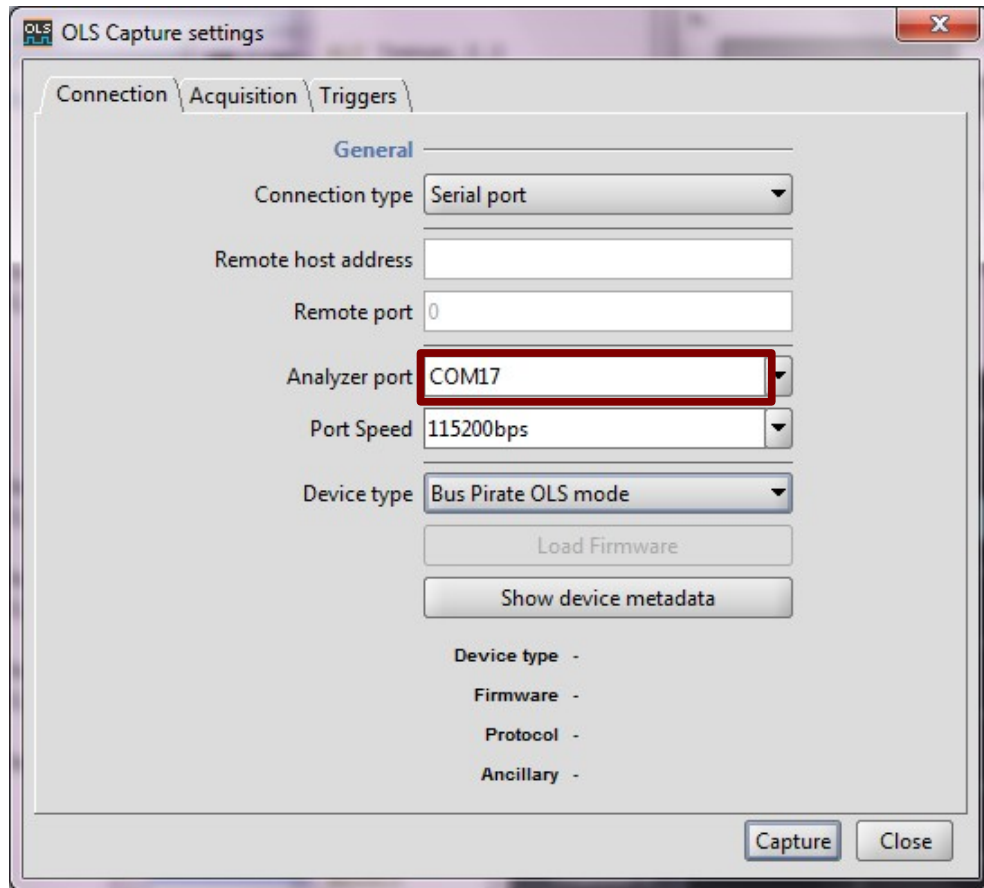 OLS OLS Capture settings X
Connection Acquisition Triggers
General
Connection type Serial port
Remote host address
Remote port 0
Analyzer port COM17
Port Speed 115200bps
Device type Bus Pirate OLS mode
Load Firmware
Show device metadata
Device type -
Firmware -
Protocol -
Ancillary -
Capture Close